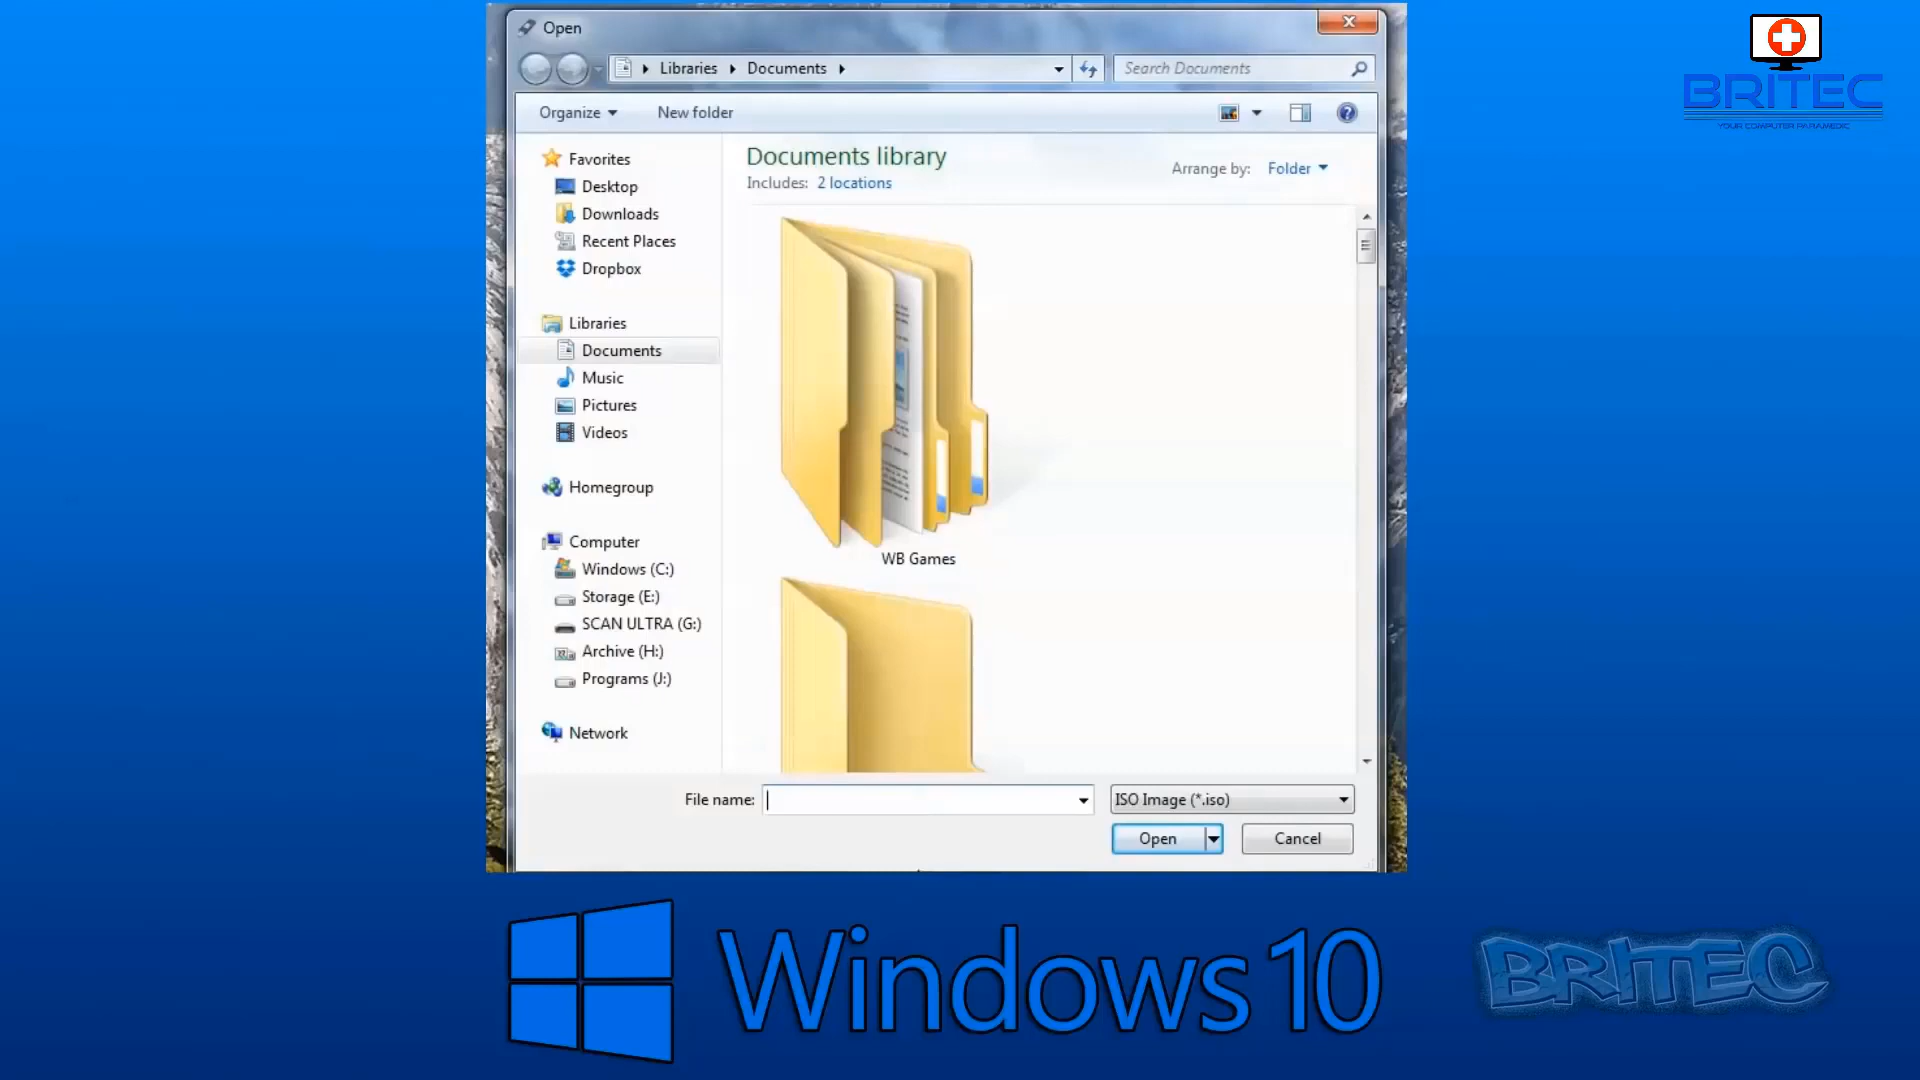 Open
BRITEC
YOUR COMPUTER PARAMEDIC
Libraries Documents
Search Documents
Organize
New folder
Documents library
Includes: 2 locations
Arrange by: Folder
Favorites
Desktop
Downloads
Recent Places
Dropbox
Libraries
Documents
Music
Pictures
Videos
Homegroup
Computer
Windows (C:)
Storage (E:)
SCAN ULTRA (G:)
Archive (H:)
Programs (J:)
Network
WB Games
File name:
ISO Image (*.iso)
Open
Cancel
Windows 10
BRITEC